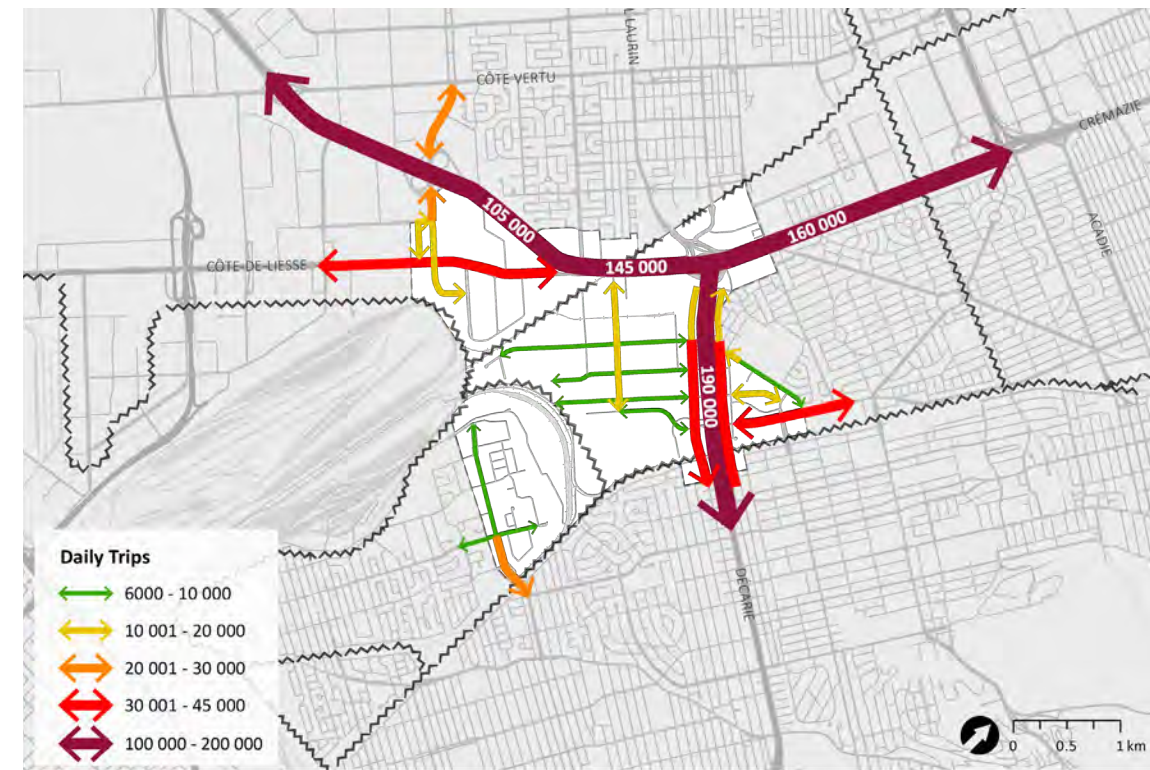 CÔTE VERTU
LAURIN
CRÉMAZIE
ACADIE
105 000
160 000
145 000
CÔTE-DE-LIESSE
190 000
DÉCARIE
Daily Trips
6000 - 10 000
10 001 - 20 000
20 001 - 30 000
30 001 - 45 000
100 000 - 200 000
0 0.5 1 km